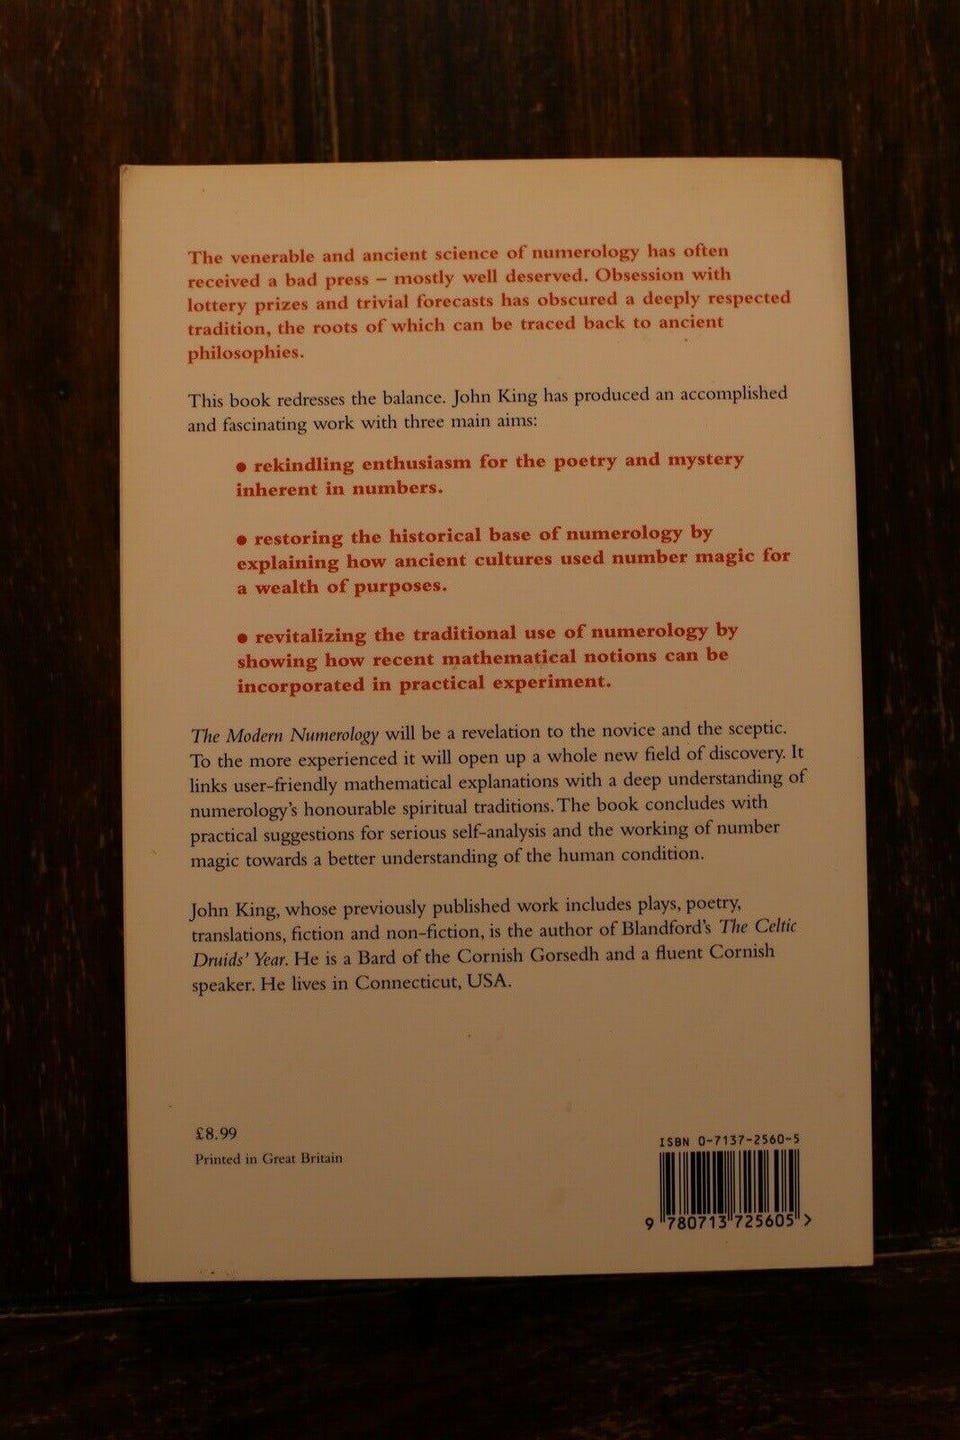 The venerable and ancient science of numerology has often
received a bad press – mostly well deserved. Obsession with
lottery prizes and trivial forecasts has obscured a deeply respected
tradition, the roots of which can be traced back to ancient
philosophies.
This book redresses the balance. John King has produced an accomplished
and fascinating work with three main aims:
● rekindling enthusiasm for the poetry and mystery
inherent in numbers.
● restoring the historical base of numerology by
explaining how ancient cultures used number magic for
a wealth of purposes.
● revitalizing the traditional use of numerology by
showing how recent mathematical notions can be
incorporated in practical experiment.
The Modern Numerology will be a revelation to the novice and the sceptic.
To the more experienced it will open up a whole new field of discovery. It
links user-friendly mathematical explanations with a deep understanding of
numerology's honourable spiritual traditions. The book concludes with
practical suggestions for serious self-analysis and the working of number
magic towards a better understanding of the human condition.
John King, whose previously published work includes plays, poetry,
translations, fiction and non-fiction, is the author of Blandford's The Celtic
Druids' Year. He is a Bard of the Cornish Gorsedh and a fluent Cornish
speaker. He lives in Connecticut, USA.
£8.99
Printed in Great Britain
ISBN 0-7137-2560-5
9 780713 725605 >